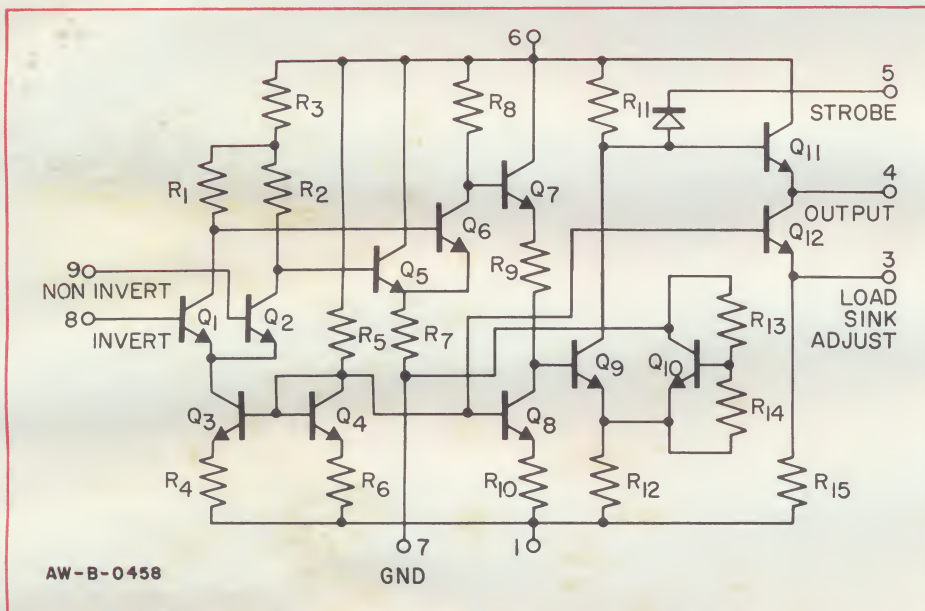 6
5
STROBE
R3
R8
R11
Q11
R1
R2
Q7
4
OUTPUT
Q6
Q12
9
NON INVERT
Q5
R9
3
LOAD
SINK
ADJUST
8
INVERT
Q1
Q2
R5
R7
R13
Q9
Q10
Q3
Q4
Q8
R14
R4
R6
R10
R12
R15
7
GND
1
AW-B-0458